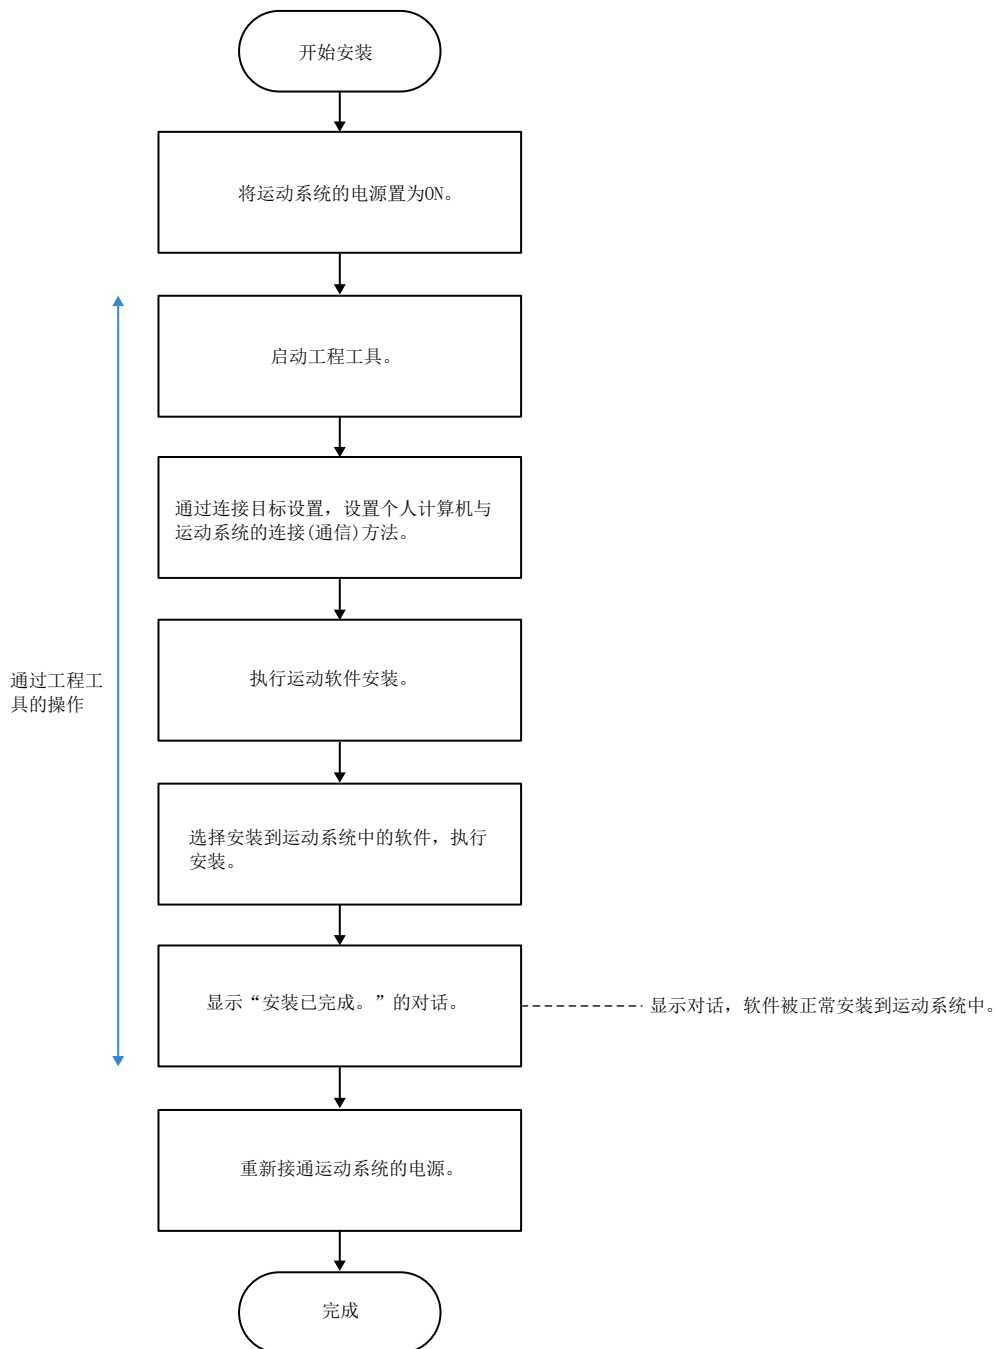 开始安装
将运动系统的电源置为ON。
启动工程工具。
通过连接目标设置，设置个人计算机与
运动系统的连接(通信)方法。
执行运动软件安装。
通过工程工
具的操作
选择安装到运动系统中的软件，执行
安装。
显示“安装已完成。”的对话。
显示对话，软件被正常安装到运动系统中。
重新接通运动系统的电源。
完成